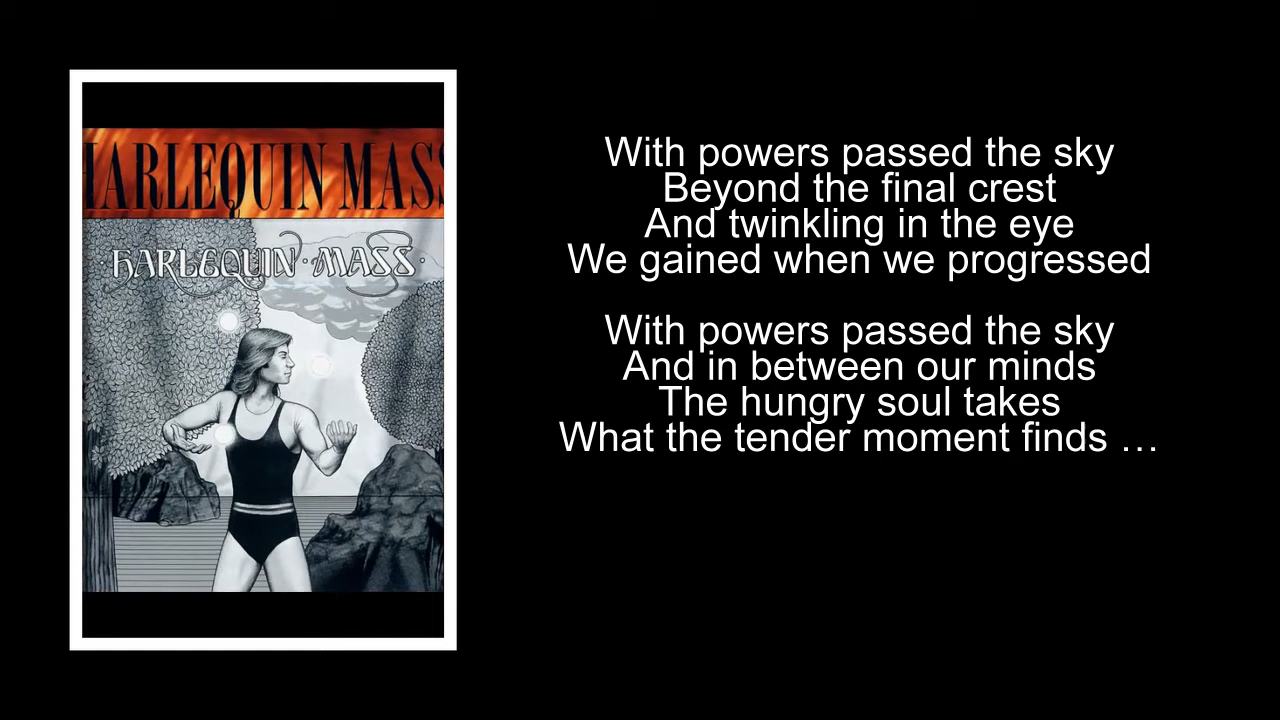 HARLEQUIN MASS
·HARLEQUIN·MASS·
With powers passed the sky
Beyond the final crest
And twinkling in the eye
We gained when we progressed
With powers passed the sky
And in between our minds
The hungry soul takes
What the tender moment finds …